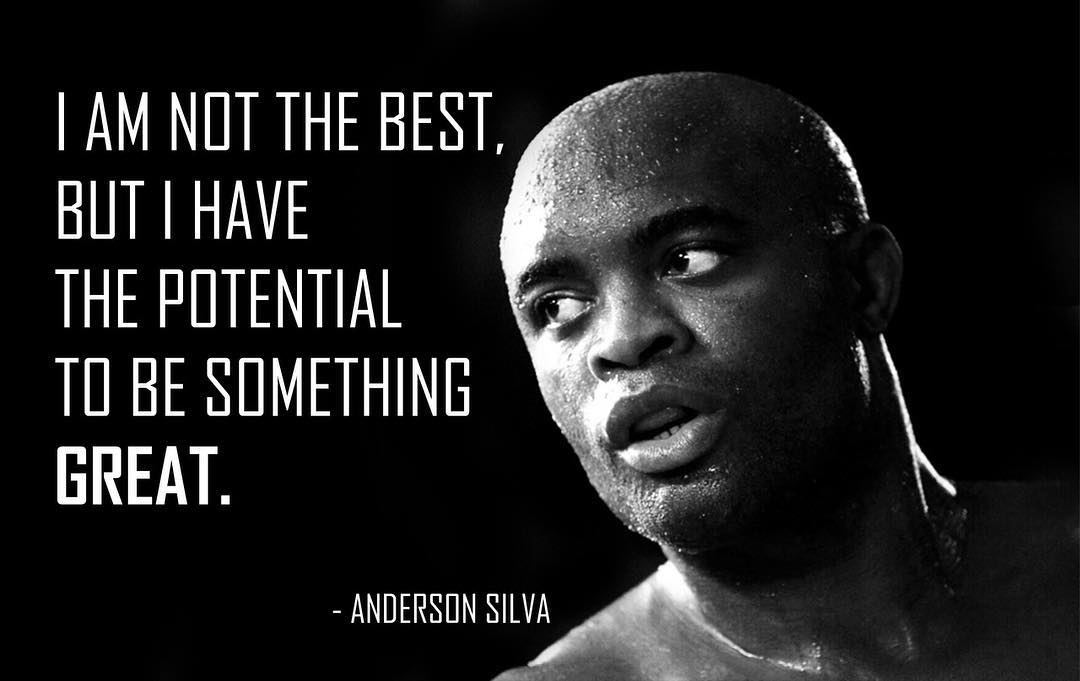 I AM NOT THE BEST,
BUT I HAVE
THE POTENTIAL
TO BE SOMETHING
GREAT.
- ANDERSON SILVA